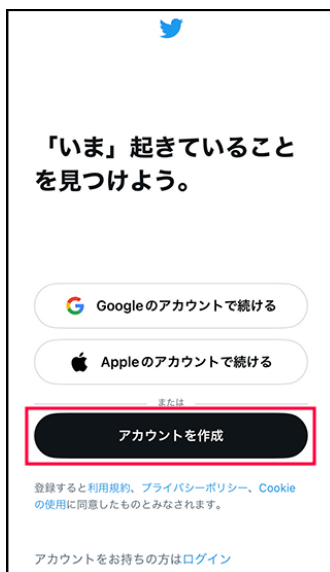 「いま」起きていること
を見つけよう。
Googleのアカウントで続ける
Appleのアカウントで続ける
または
アカウントを作成
登録すると利用規約、プライバシーポリシー、Cookie
の使用に同意したものとみなされます。
アカウントをお持ちの方はログイン